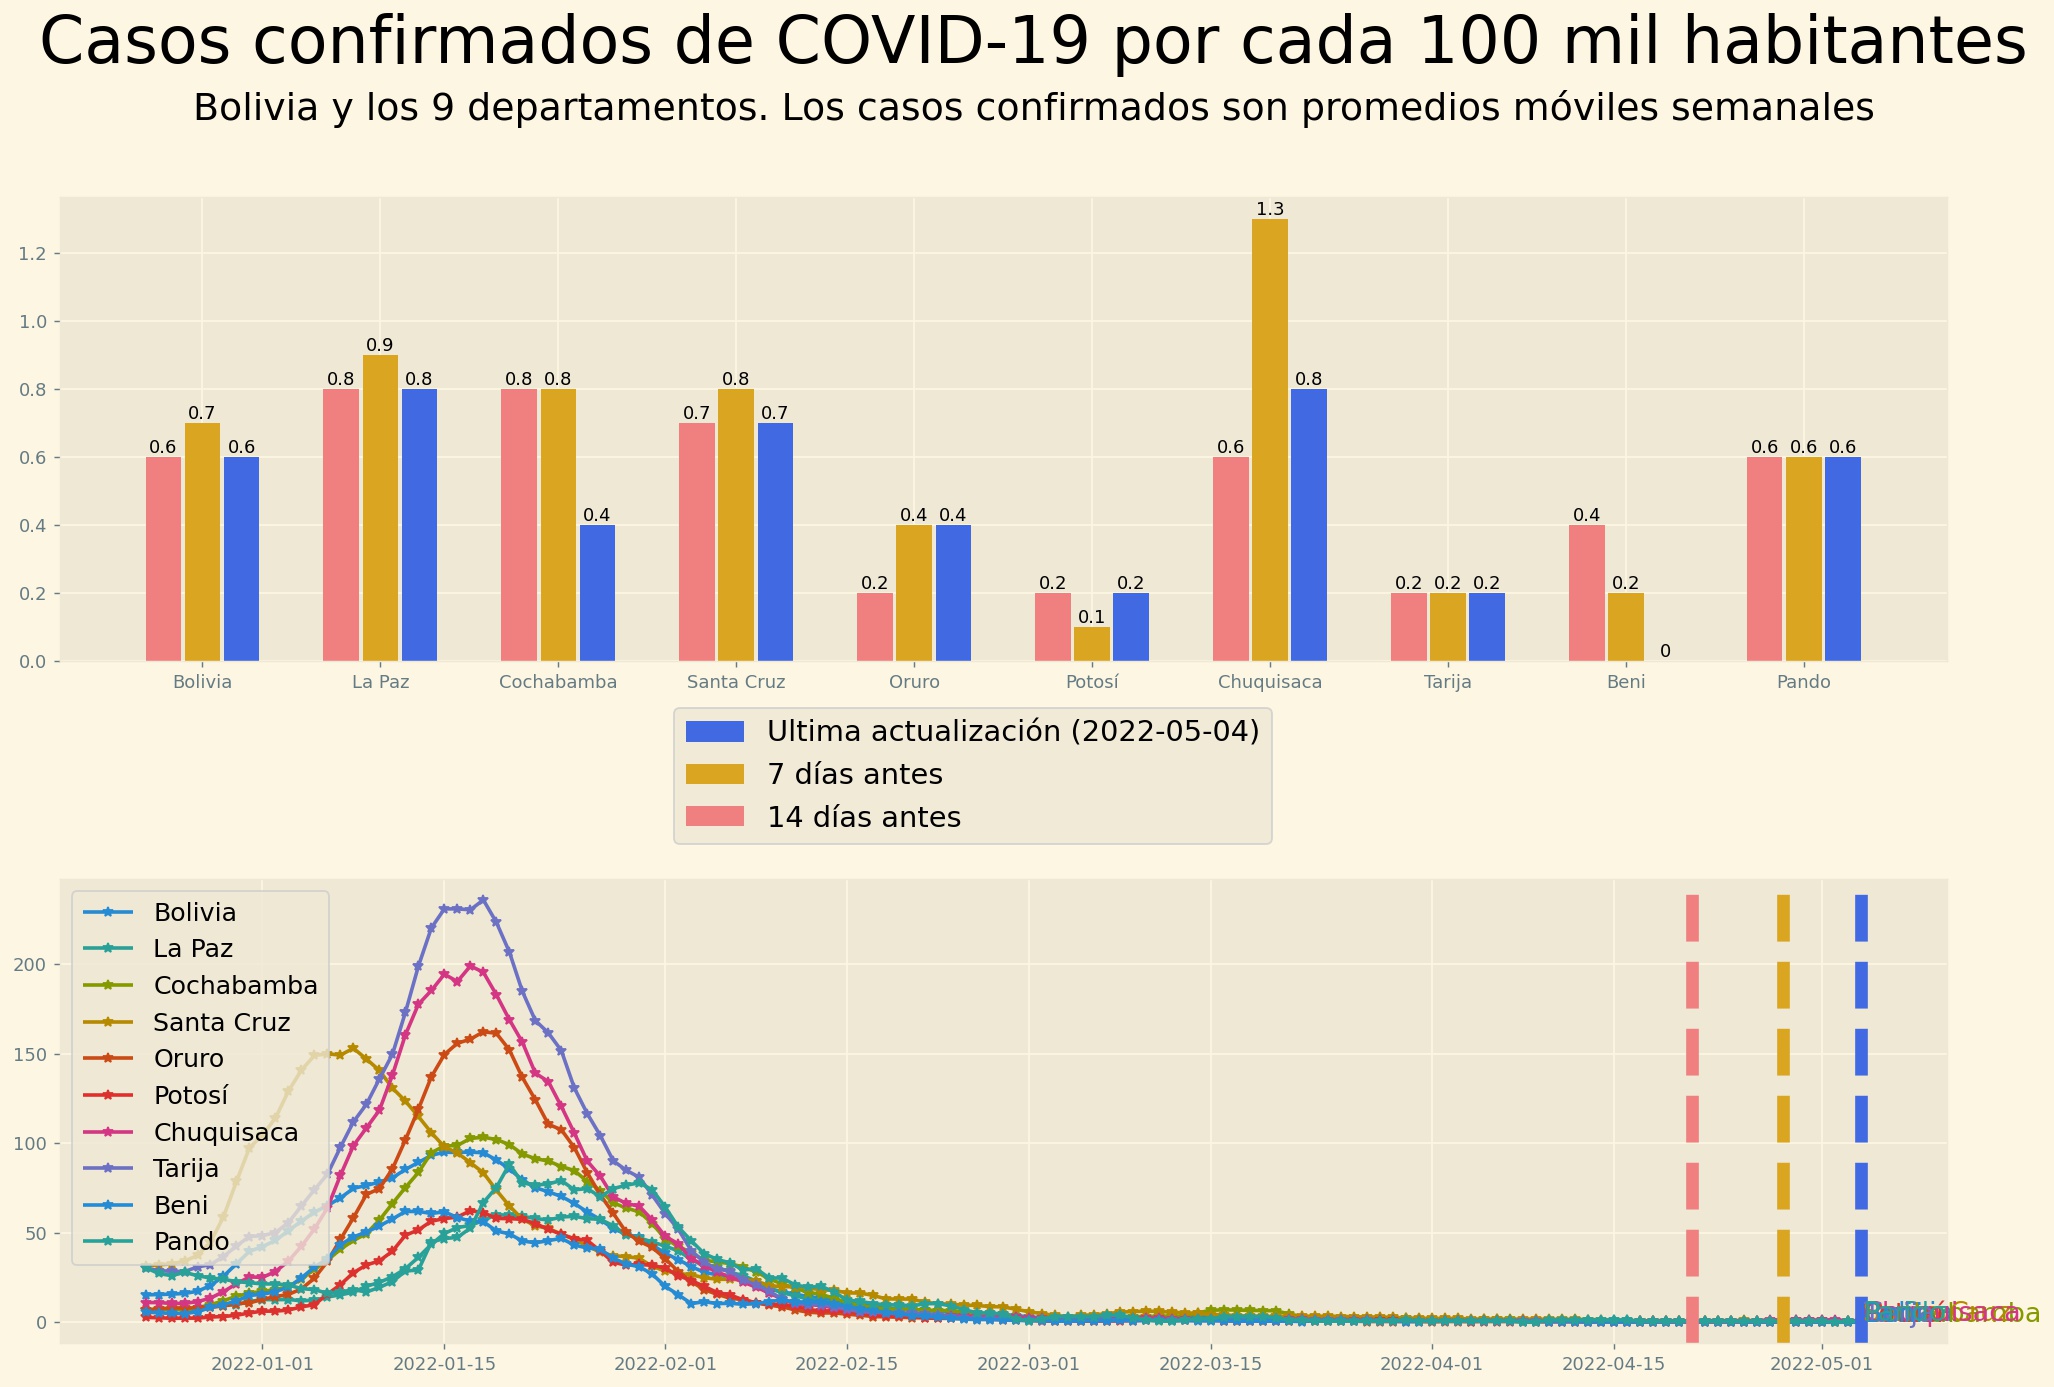 Casos confirmados de COVID-19 por cada 100 mil habitantes
Bolivia y los 9 departamentos. Los casos confirmados son promedios móviles semanales
1.3
1.2
1.0
0.9
0.8 0.8 0.8 0.8 0.8 0.8
0.8
0.7 0.7 0.7
0.6 0.6 0.6 0.6 0.6 0.6
0.6
0.4 0.4 0.4 0.4
0.4
0.2 0.2 0.2 0.2 0.2 0.2 0.2
0.2
0.1
0
0.0
Bolivia La Paz Cochabamba Santa Cruz Oruro Potosí Chuquisaca Tarija Beni Pando
Ultima actualización (2022-05-04)
7 días antes
14 días antes
Bolivia
La Paz
Cochabamba
Santa Cruz
Oruro
Potosí
Chuquisaca
Tarija
Beni
Pando
200
150
100
50
0
2022-01-01 2022-01-15 2022-02-01 2022-02-15 2022-03-01 2022-03-15 2022-04-01 2022-04-15 2022-05-01